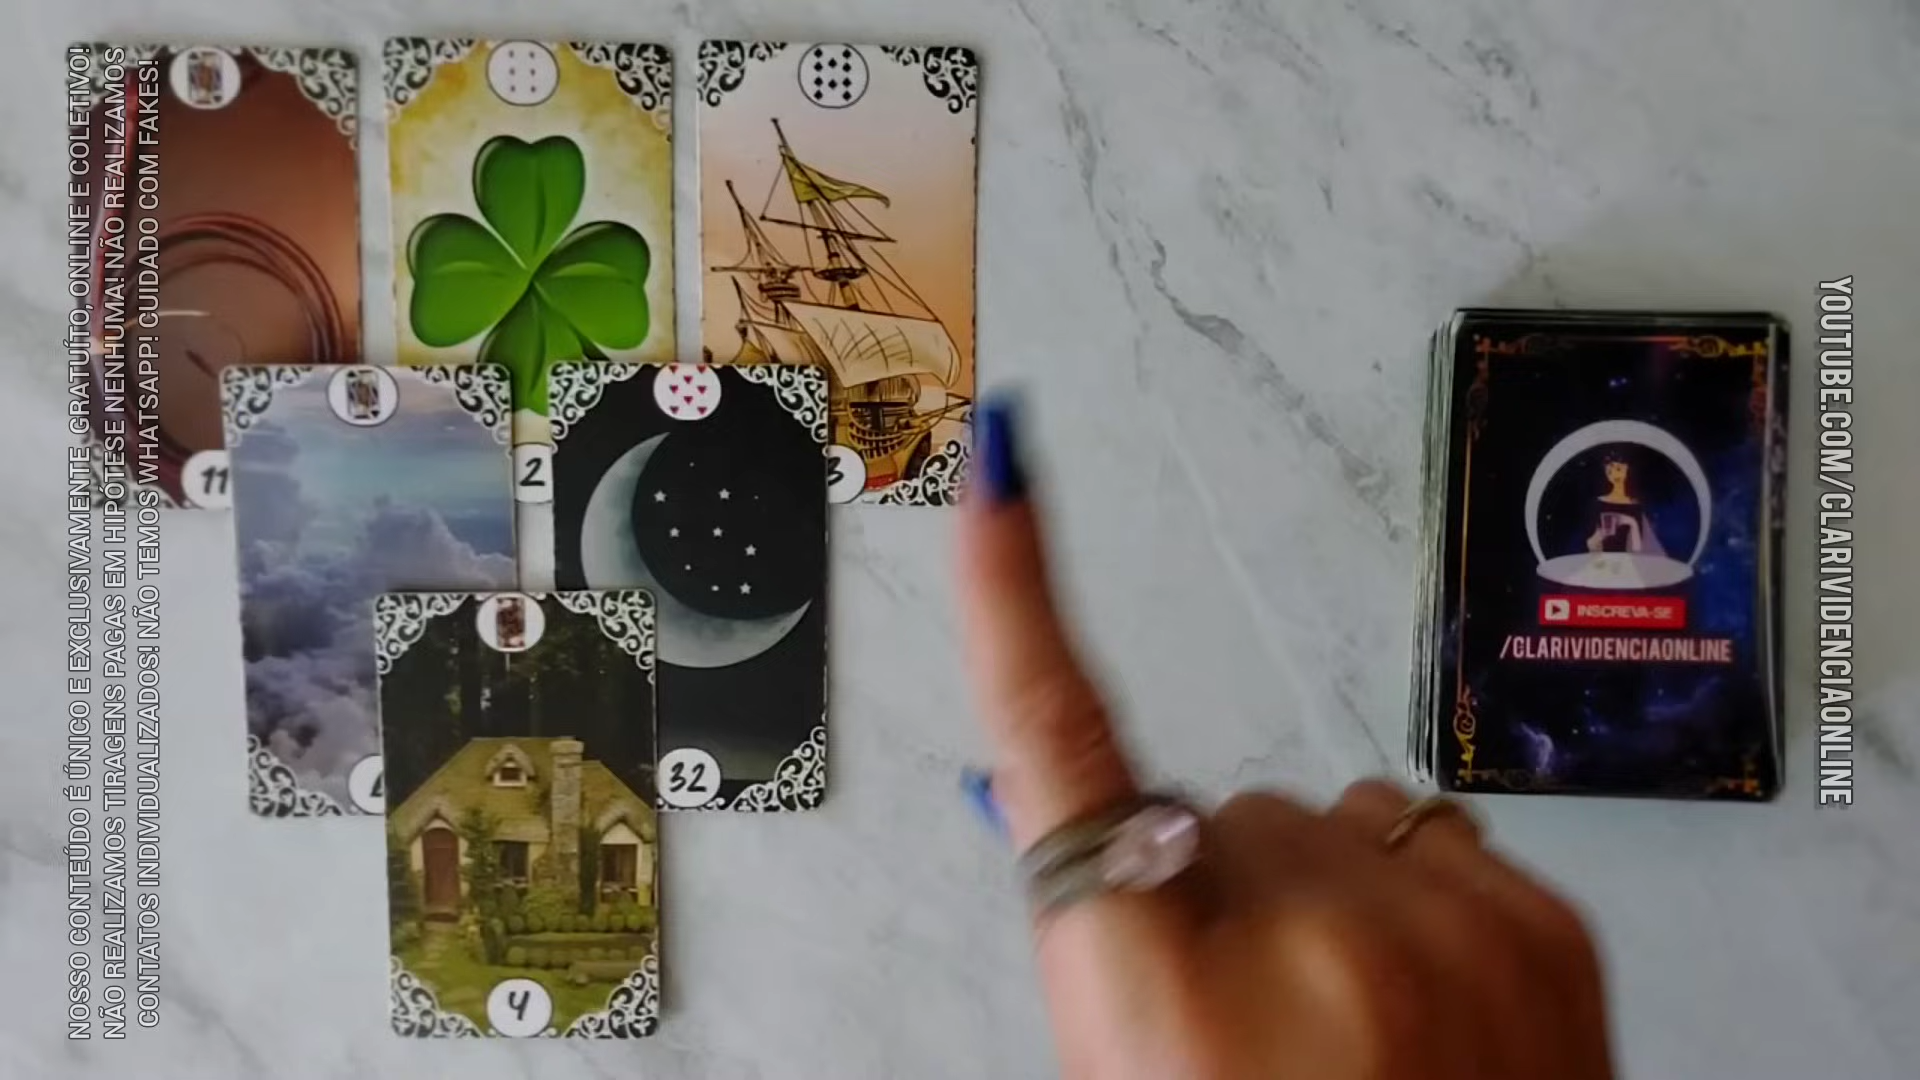 NOSSO CONTEÚDO É ÚNICO E EXCLUSIVAMENTE GRATUÍTO, ONLINE E COLETIVO!
NÃO REALIZAMOS TIRAGENS PAGAS EM HIPÓTESE NENHUMA! NÃO REALIZAMOS
CONTATOS INDIVIDUALIZADOS! NÃO TEMOS WHATSAPP! CUIDADO COM FAKES!
11
2
3
32
4
INSCREVA-SE
/CLARIVIDENCIAONLINE
YOUTUBE.COM/CLARIVIDENCIAONLINE